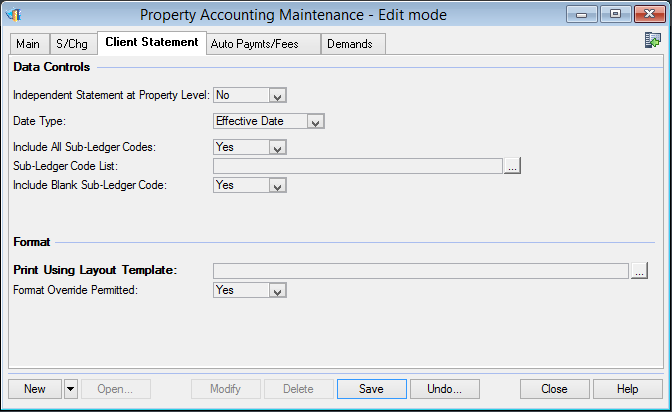 Property Accounting Maintenance - Edit mode
Main S/Chg Client Statement Auto Paymts/Fees Demands
Data Controls
Independent Statement at Property Level: No
Date Type: Effective Date
Include All Sub-Ledger Codes: Yes
Sub-Ledger Code List: ...
Include Blank Sub-Ledger Code: Yes
Format
Print Using Layout Template: ...
Format Override Permitted: Yes
New Open... Modify Delete Save Undo... Close Help